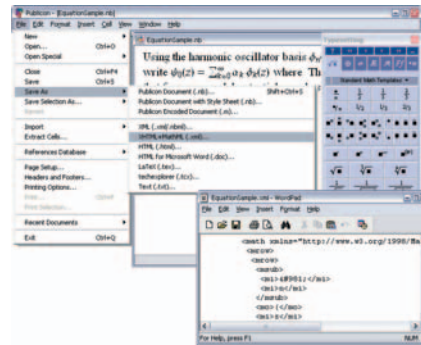 Publicon - [EquationSample.nb]
File Edit Format Insert Cell View Window Help
New
Open... Ctrl+O
Open Special
Close Ctrl+F4
Save Ctrl+S
Save As
Save Selection As...
Import
Extract Cells...
References Database
Page Setup...
Headers and Footers...
Printing Options...
Recent Documents
Exit Ctrl+Q
EquationSample.nb
Using the harmonic oscillator basis
write where Th
Publicon Document (.nb)... Shift+Ctrl+S
Publicon Document with Style Sheet (.nb)...
Publicon Encoded Document (.m)...
XML (.xml/.nbml)...
XHTML+MathML (.xml)...
HTML (.html)...
HTML for Microsoft Word (.doc)...
LaTeX (.tex)...
techexplorer (.tex)...
Text (.txt)...
Standard Math Templates
EquationSample.xml - WordPad
File Edit View Insert Format Help
<math xmlns="http://www.w3.org/1998/Ma
<mrow>
<mrow>
<msub>
<mi>&#981;</mi>
<mi>n</mi>
</msub>
<mo>(</mo>
<mi>z</mi>
For Help, press F1 NUM